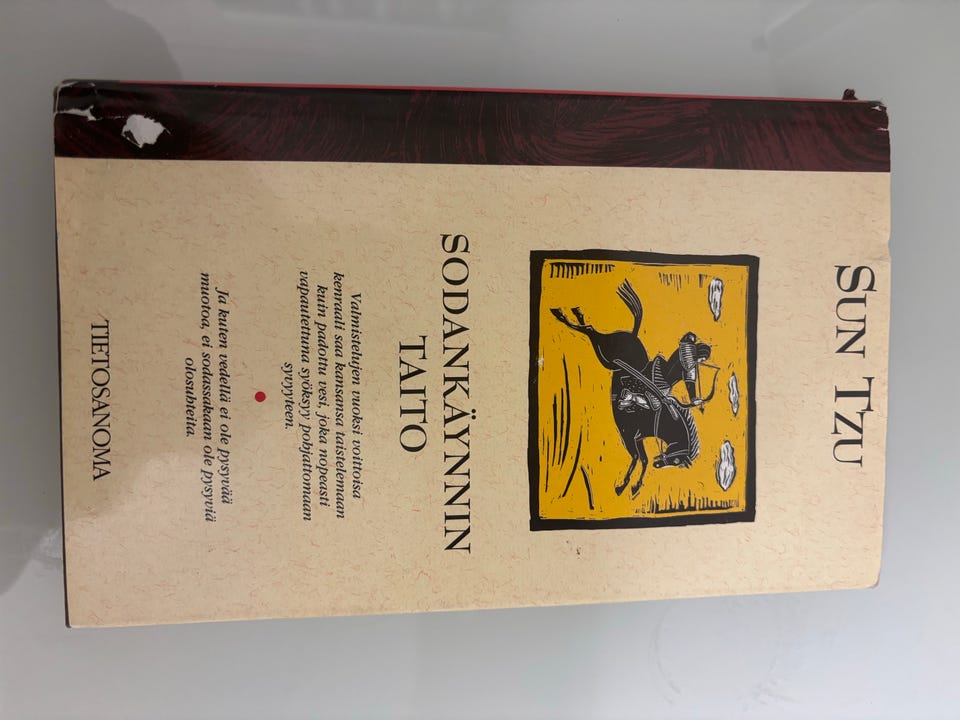 SUN TZU
SODANKÄYNNIN
TAITO
Valmistelujen vuoksi voittoisa
kenraali saa kansansa taistelemaan
kuin padottu vesi, joka nopeasti
vapautettuna syöksyy pohjattomaan
syvyyteen.
Ja kuten vedellä ei ole pysyvää
muotoa, ei sodassakaan ole pysyviä
olosuhteita.
TIETOSANOMA